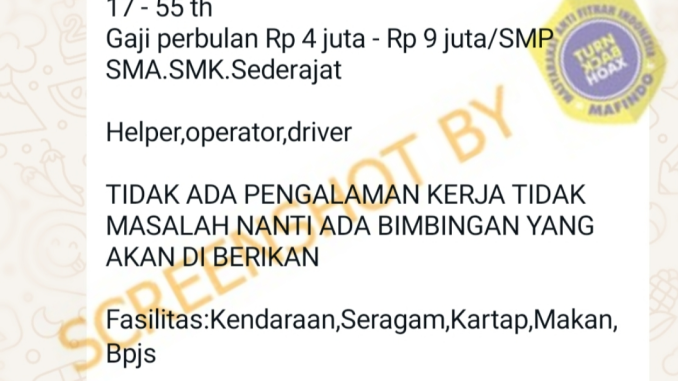 17 - 55 th
Gaji perbulan Rp 4 juta - Rp 9 juta/SMP
SMA.SMK.Sederajat
Helper,operator,driver
TIDAK ADA PENGALAMAN KERJA TIDAK
MASALAH NANTI ADA BIMBINGAN YANG
AKAN DI BERIKAN
Fasilitas:Kendaraan,Seragam,Kartap,Makan,
Bpjs
SCREENSHOT BY
MASYARAKAT ANTI FITNAH INDONESIA
TURN
BACK
HOAX
MAFINDO